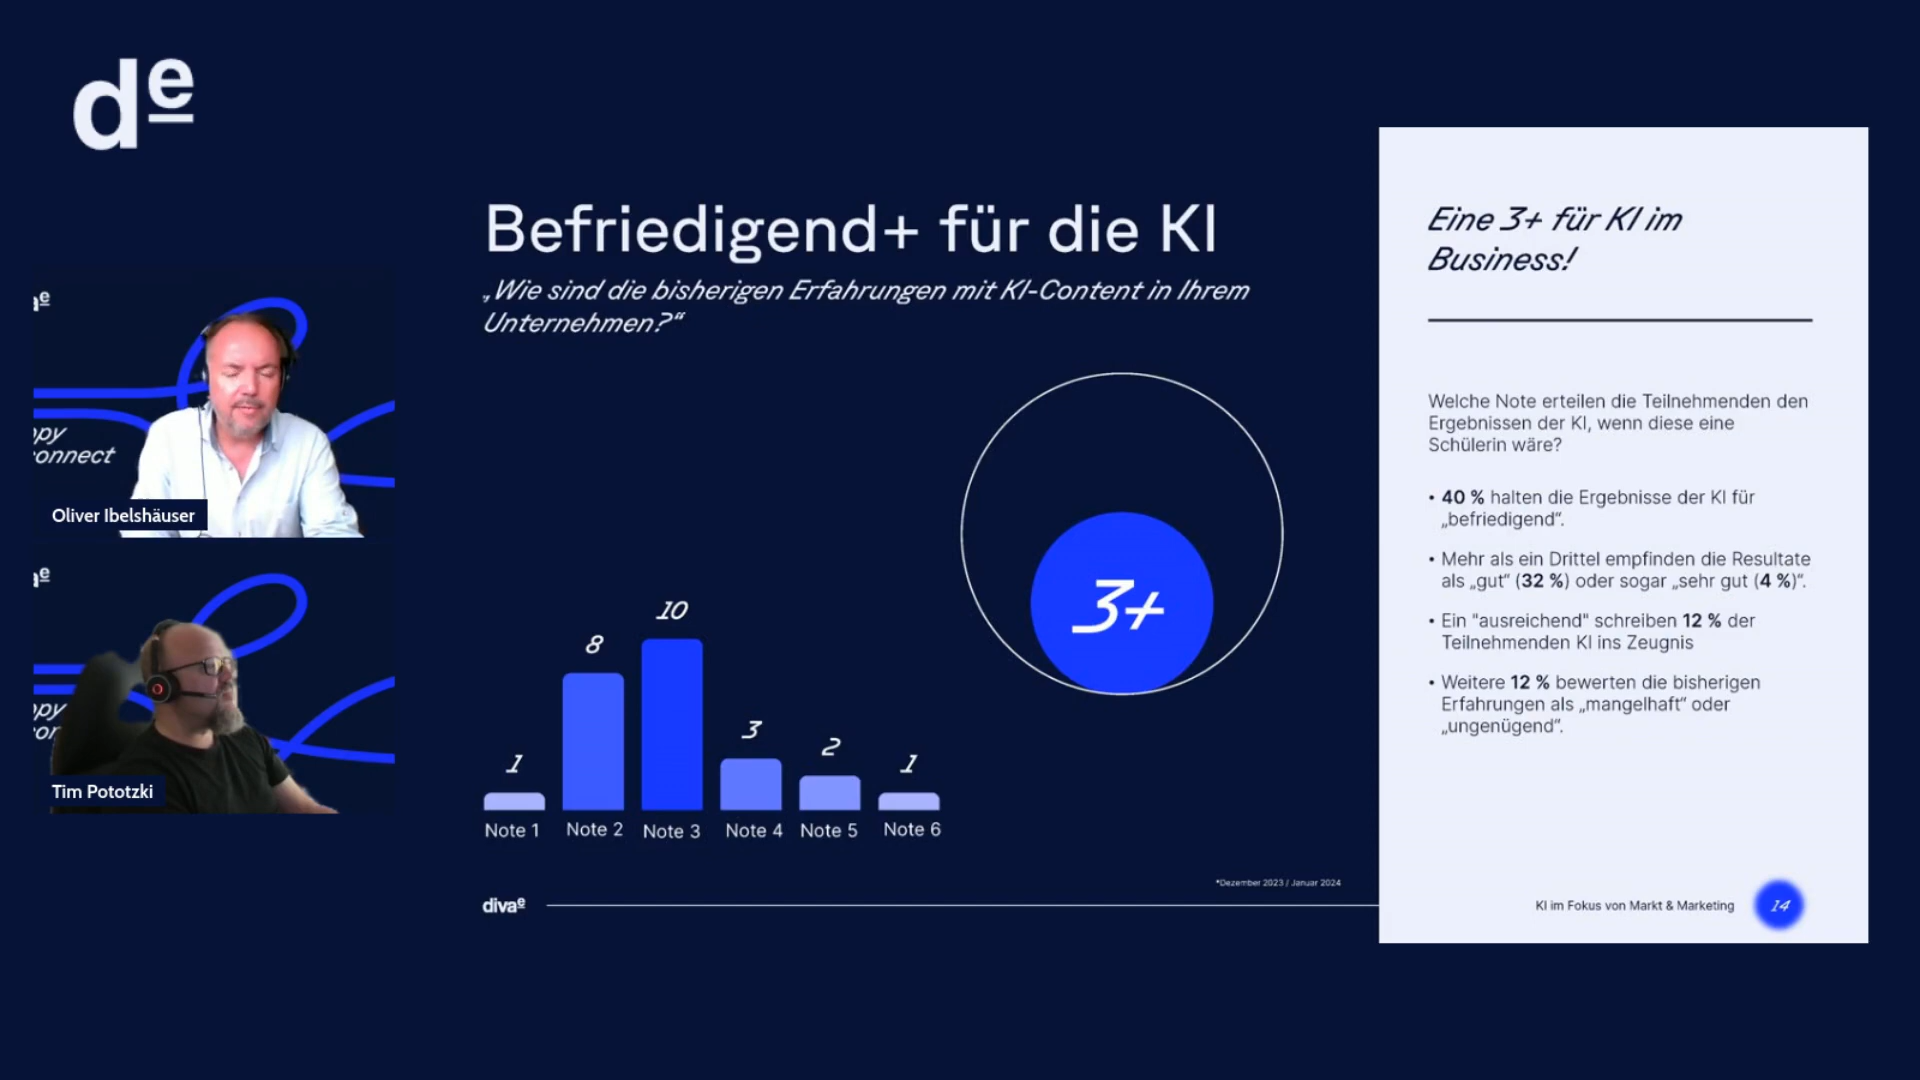 de
Befriedigend+ für die KI
„Wie sind die bisherigen Erfahrungen mit KI-Content in Ihrem
Unternehmen?“
Oliver Ibelshäuser
onnect
Tim Pototzki
1
8
10
3
2
1
Note 1
Note 2
Note 3
Note 4
Note 5
Note 6
3+
*Dezember 2023 / Januar 2024
divae
Eine 3+ für KI im
Business!
Welche Note erteilen die Teilnehmenden den
Ergebnissen der KI, wenn diese eine
Schülerin wäre?
• 40 % halten die Ergebnisse der KI für
„befriedigend“.
• Mehr als ein Drittel empfinden die Resultate
als „gut“ (32 %) oder sogar „sehr gut (4 %)“.
• Ein "ausreichend" schreiben 12 % der
Teilnehmenden KI ins Zeugnis
• Weitere 12 % bewerten die bisherigen
Erfahrungen als „mangelhaft“ oder
„ungenügend“.
KI im Fokus von Markt & Marketing
14